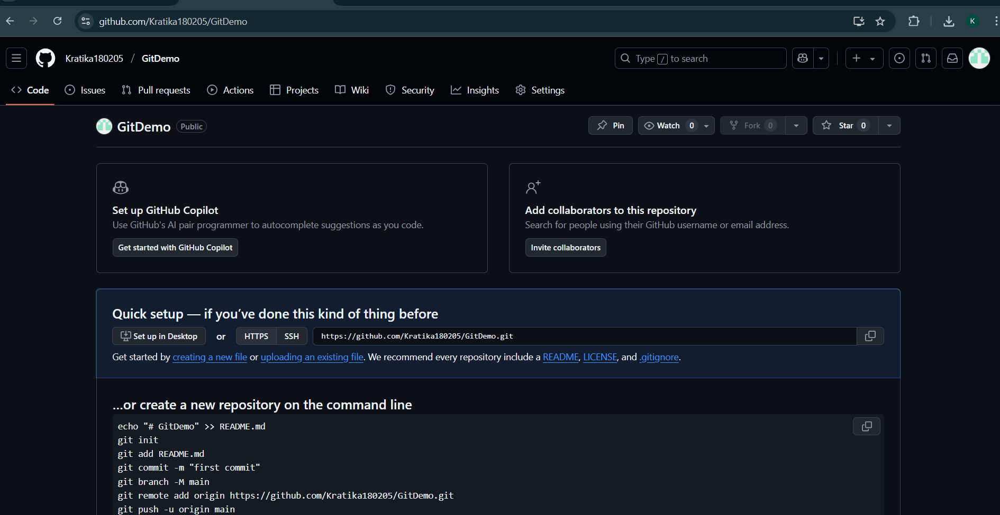 github.com/Kratika180205/GitDemo
K
Kratika180205 / GitDemo
Type / to search
Code Issues Pull requests Actions Projects Wiki Security Insights Settings
GitDemo Public
Pin Watch 0 Fork 0 Star 0
Set up GitHub Copilot
Use GitHub's AI pair programmer to autocomplete suggestions as you code.
Get started with GitHub Copilot
Add collaborators to this repository
Search for people using their GitHub username or email address.
Invite collaborators
Quick setup — if you’ve done this kind of thing before
Set up in Desktop or HTTPS SSH https://github.com/Kratika180205/GitDemo.git
Get started by creating a new file or uploading an existing file. We recommend every repository include a README, LICENSE, and .gitignore.
...or create a new repository on the command line
echo "# GitDemo" >> README.md
git init
git add README.md
git commit -m "first commit"
git branch -M main
git remote add origin https://github.com/Kratika180205/GitDemo.git
git push -u origin main